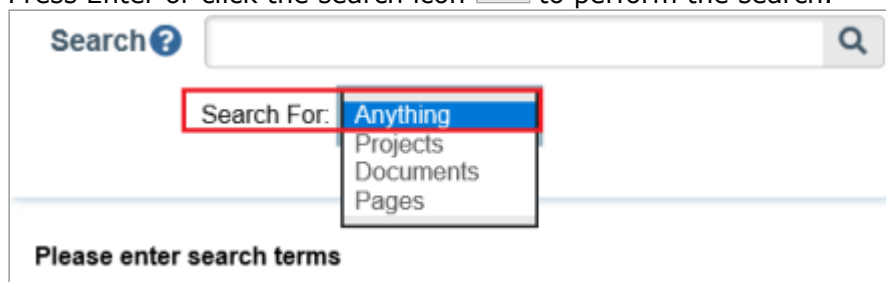 Press Enter or click the search icon to perform the search.
Search?
Search For: Anything
Projects
Documents
Pages
Please enter search terms